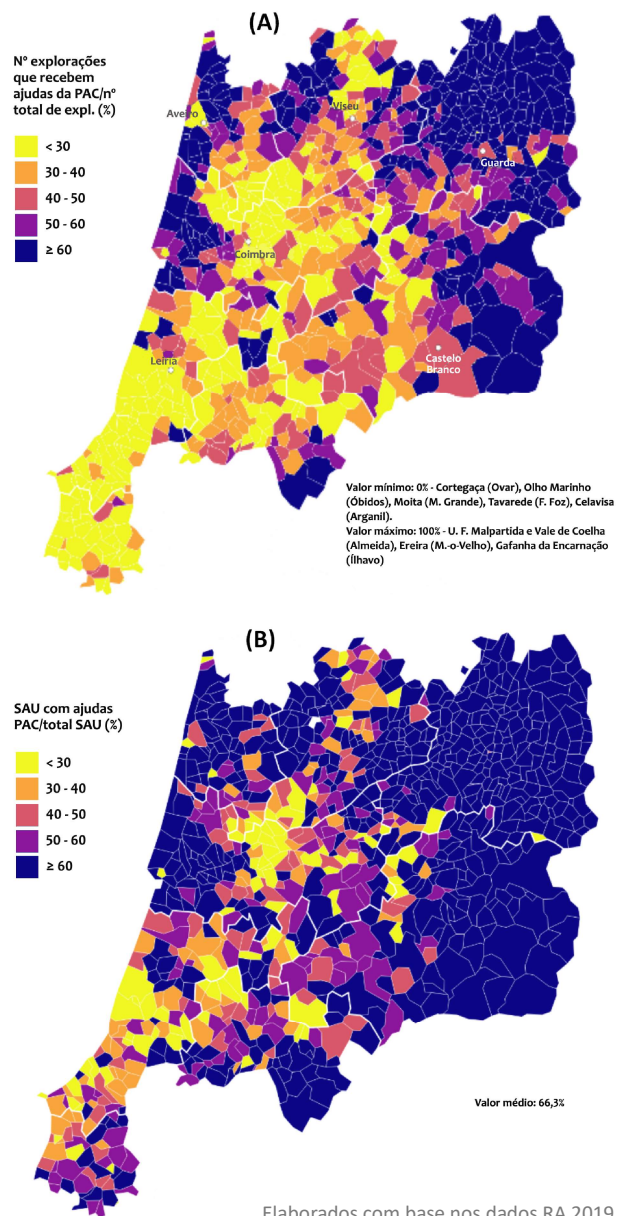 (A)
Nº explorações
que recebem
ajudas da PAC/nº
total de expl. (%)
< 30
30 - 40
40 - 50
50 - 60
≥ 60
Aveiro
Viseu
Guarda
Coimbra
Leiria
Castelo
Branco
Valor mínimo: 0% - Cortegaça (Ovar), Olho Marinho
(Óbidos), Moita (M. Grande), Tavarede (F. Foz), Celavisa
(Arganil).
Valor máximo: 100% - U. F. Malpartida e Vale de Coelha
(Almeida), Ereira (M.-o-Velho), Gafanha da Encarnação
(Ílhavo)
(B)
SAU com ajudas
PAC/total SAU (%)
< 30
30 - 40
40 - 50
50 - 60
≥ 60
Valor médio: 66,3%
Elaborados com base nos dados RA 2019